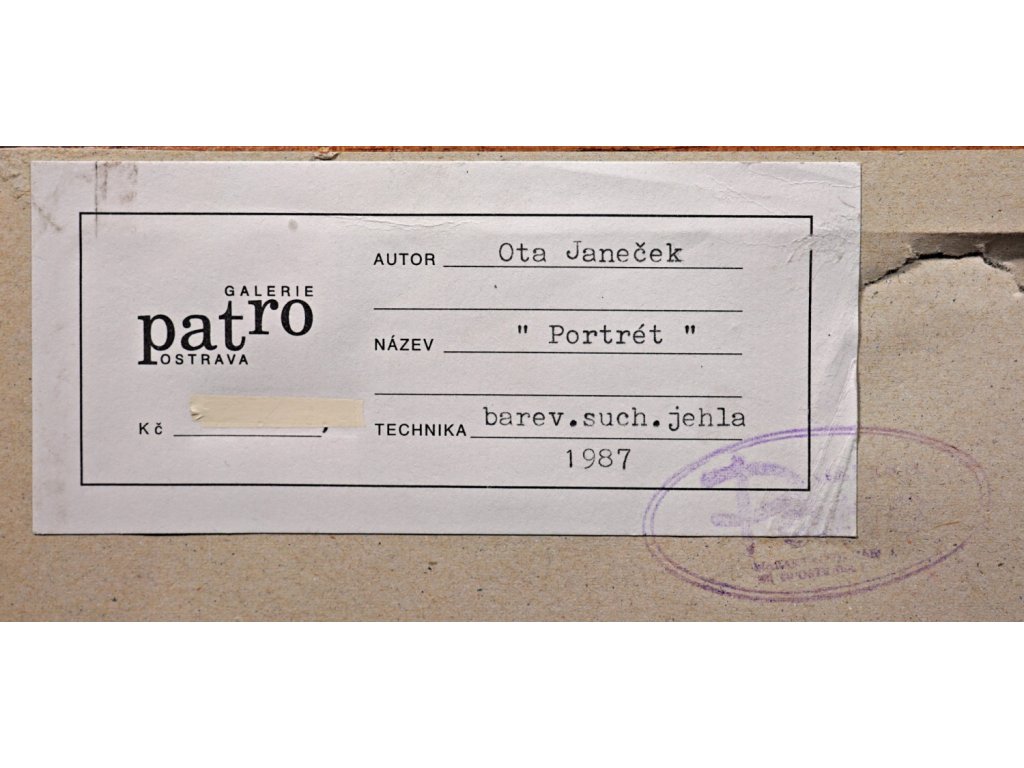 GALERIE
patro
OSTRAVA
Kč ,
AUTOR Ota Janeček
NÁZEV " Portrét "
TECHNIKA barev.such.jehla
1987